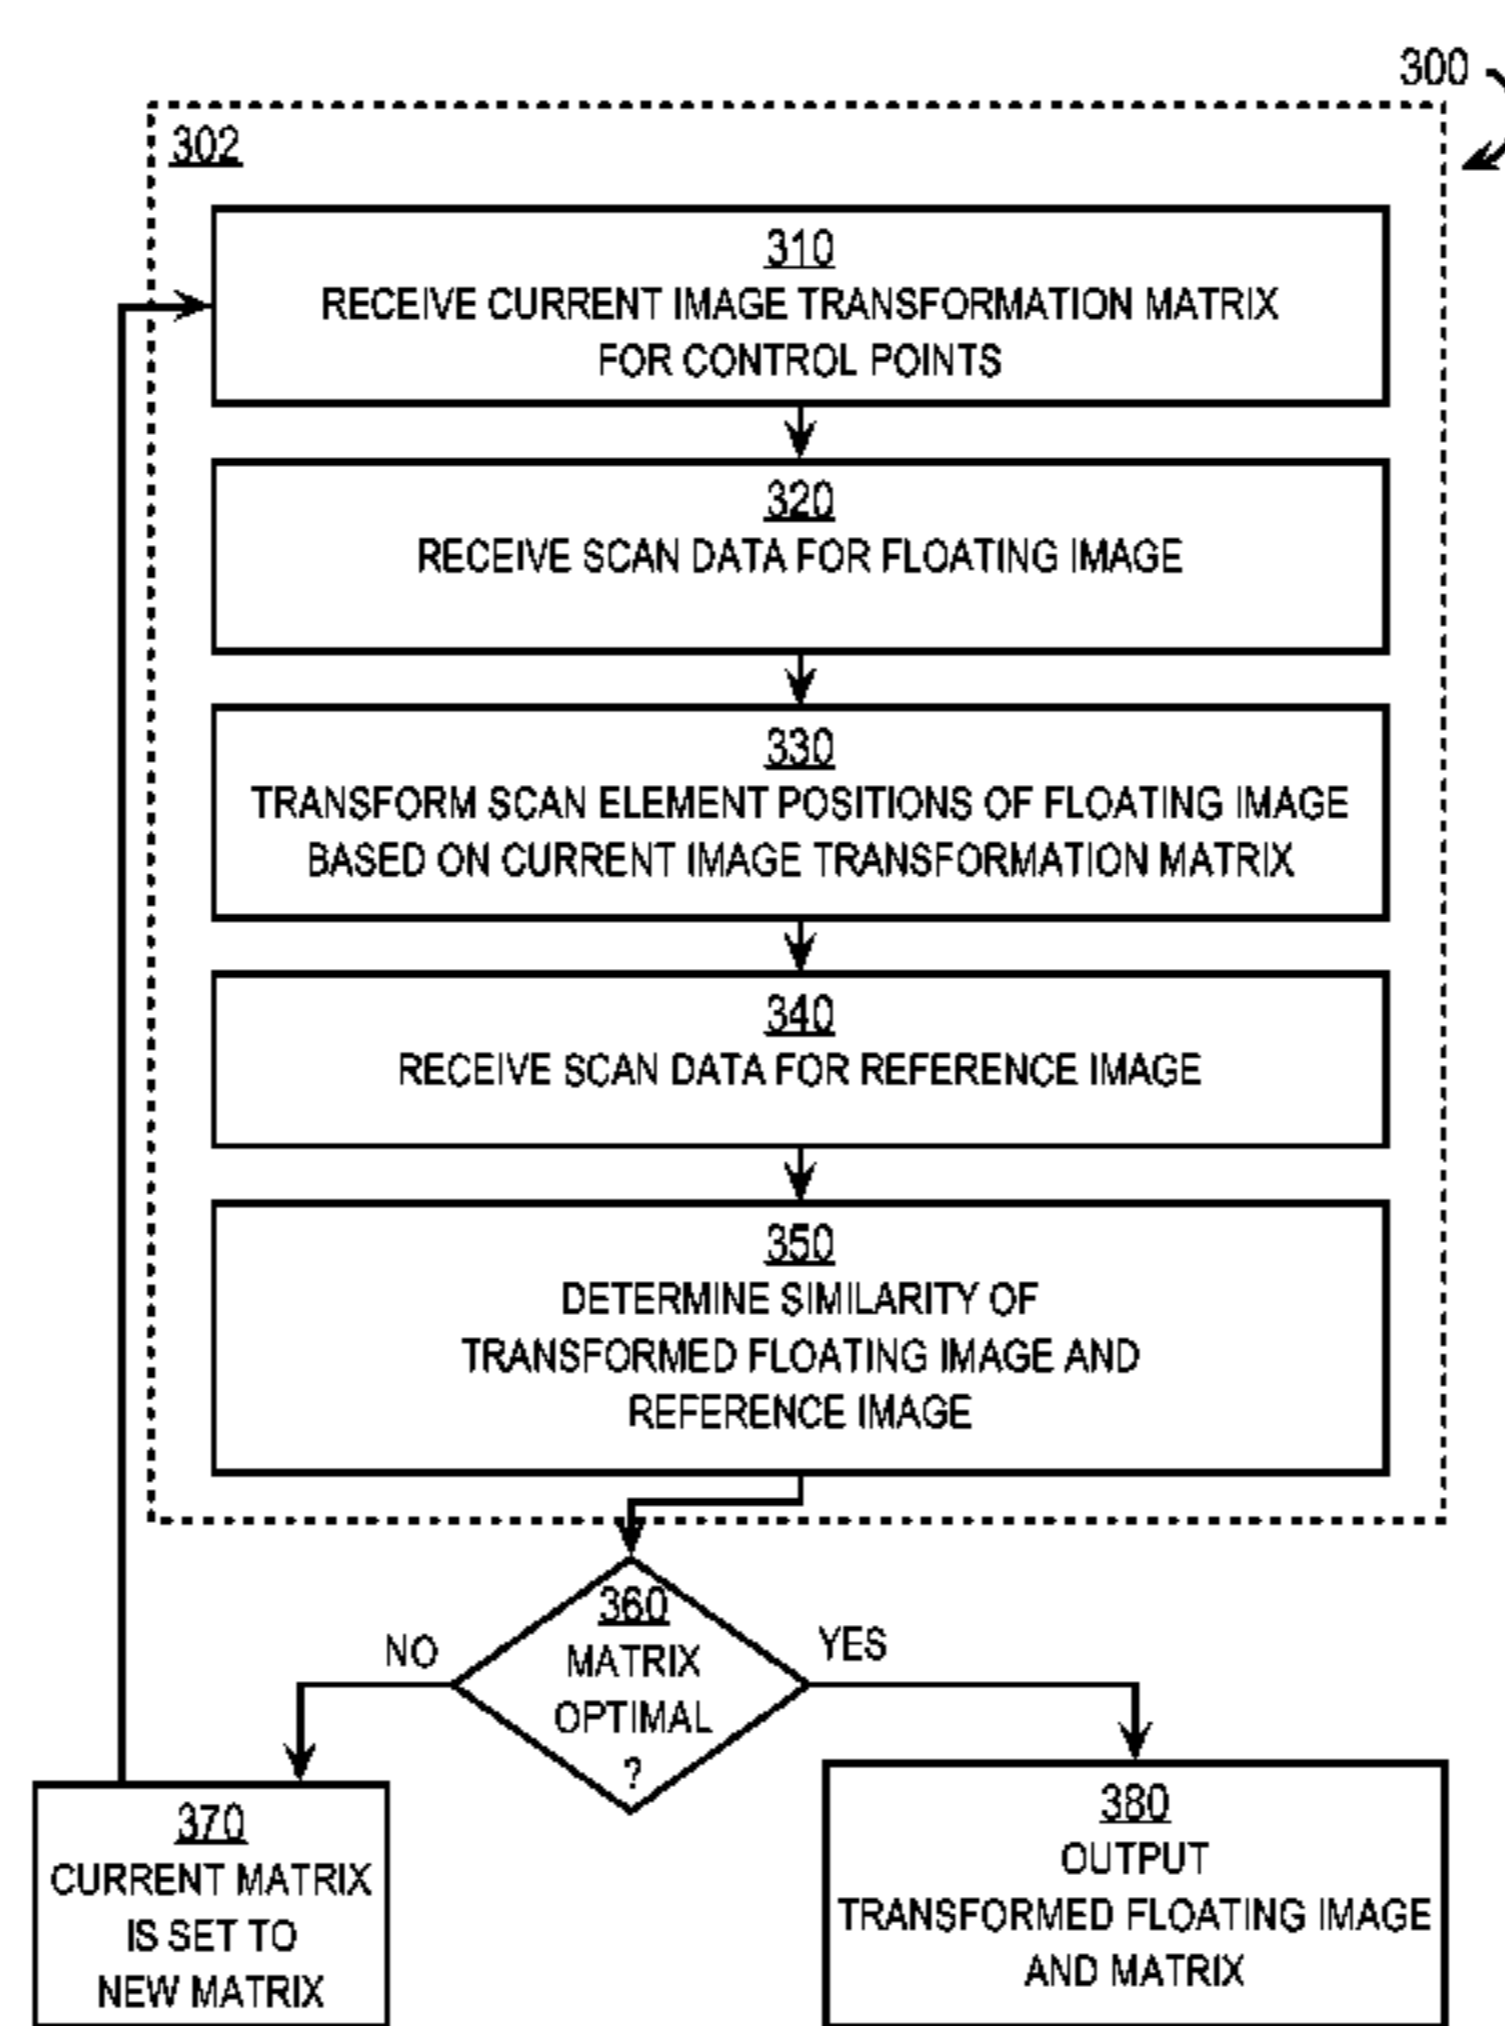 300
302
310
RECEIVE CURRENT IMAGE TRANSFORMATION MATRIX
FOR CONTROL POINTS
320
RECEIVE SCAN DATA FOR FLOATING IMAGE
330
TRANSFORM SCAN ELEMENT POSITIONS OF FLOATING IMAGE
BASED ON CURRENT IMAGE TRANSFORMATION MATRIX
340
RECEIVE SCAN DATA FOR REFERENCE IMAGE
350
DETERMINE SIMILARITY OF
TRANSFORMED FLOATING IMAGE AND
REFERENCE IMAGE
360
MATRIX
OPTIMAL
?
NO
YES
370
CURRENT MATRIX
IS SET TO
NEW MATRIX
380
OUTPUT
TRANSFORMED FLOATING IMAGE
AND MATRIX